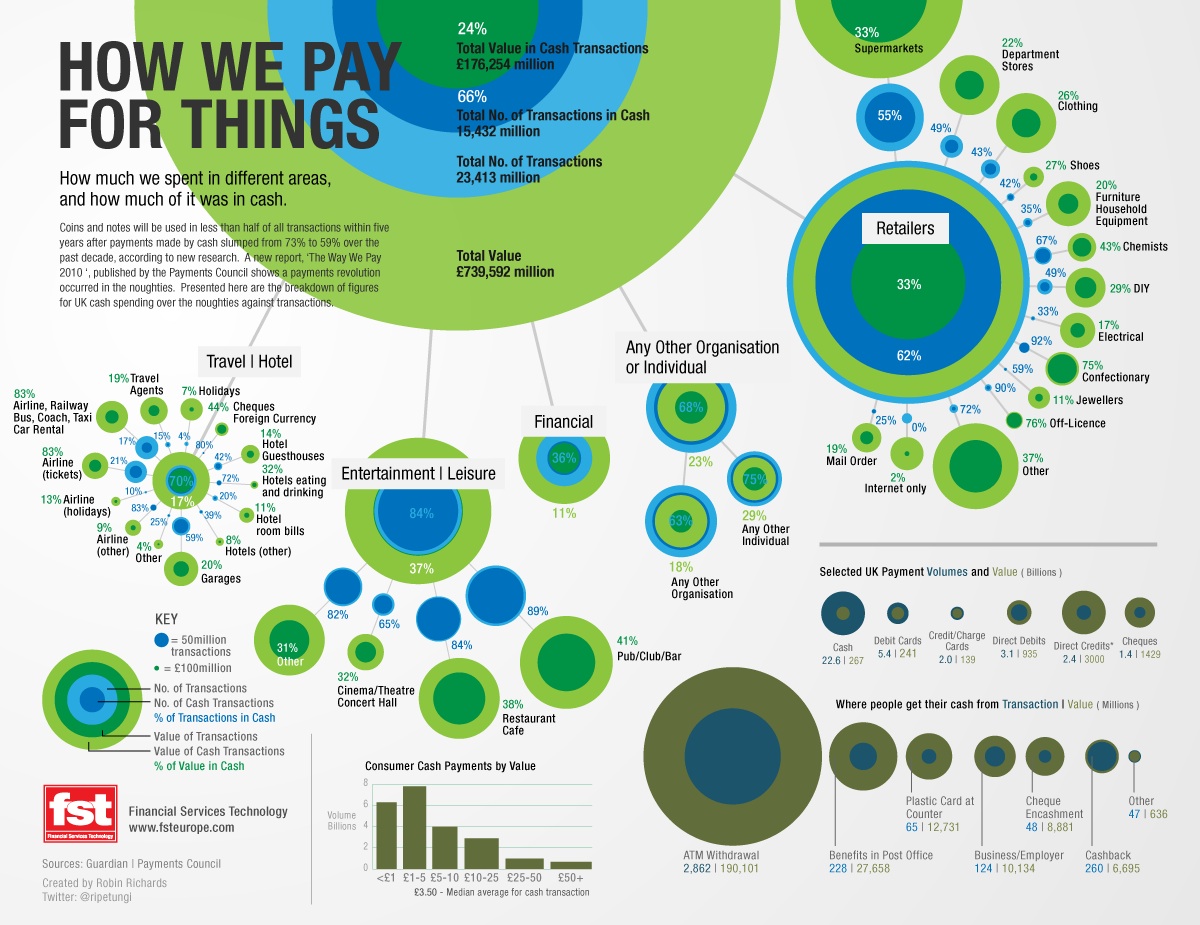 HOW WE PAY
FOR THINGS
How much we spent in different areas,
and how much of it was in cash.
Coins and notes will be used in less than half of all transactions within five
years after payments made by cash slumped from 73% to 59% over the
past decade, according to new research. A new report, 'The Way We Pay
2010 ', published by the Payments Council shows a payments revolution
occurred in the noughties. Presented here are the breakdown of figures
for UK cash spending over the noughties against transactions.
24%
Total Value in Cash Transactions
£176,254 million
66%
Total No. of Transactions in Cash
15,432 million
Total No. of Transactions
23,413 million
Total Value
£739,592 million
33%
Supermarkets
55%
22%
Department
Stores
49%
26%
Clothing
43%
27% Shoes
42%
20%
Furniture
Household
Equipment
35%
43% Chemists
67%
29% DIY
49%
17%
Electrical
33%
75%
Confectionary
92%
11% Jewellers
59%
76% Off-Licence
90%
37%
Other
72%
2%
Internet only
0%
19%
Mail Order
25%
Retailers
33%
62%
Travel | Hotel
70%
17%
83%
Airline, Railway
Bus, Coach, Taxi
Car Rental
17%
19% Travel
Agents
15%
7% Holidays
4%
44% Cheques
Foreign Currency
80%
14%
Hotel
Guesthouses
42%
32%
Hotels eating
and drinking
72%
11%
Hotel
room bills
20%
8%
Hotels (other)
39%
20%
Garages
59%
4%
Other
25%
9%
Airline
(other)
83%
13% Airline
(holidays)
10%
83%
Airline
(tickets)
21%
Entertainment | Leisure
84%
37%
82%
31%
Other
65%
32%
Cinema/Theatre
Concert Hall
84%
38%
Restaurant
Cafe
89%
41%
Pub/Club/Bar
Financial
36%
11%
Any Other Organisation
or Individual
68%
23%
75%
29%
Any Other
Individual
63%
18%
Any Other
Organisation
KEY
= 50million
transactions
= £100million
No. of Transactions
No. of Cash Transactions
% of Transactions in Cash
Value of Transactions
Value of Cash Transactions
% of Value in Cash
fst
Financial Services Technology
Financial Services Technology
www.fsteurope.com
Sources: Guardian | Payments Council
Created by Robin Richards
Twitter: @ripetungi
Consumer Cash Payments by Value
Volume
Billions
8
6
4
2
0
<£1 £1-5 £5-10 £10-25 £25-50 £50+
£3.50 - Median average for cash transaction
Selected UK Payment Volumes and Value ( Billions )
Cash
22.6 | 267
Debit Cards
5.4 | 241
Credit/Charge
Cards
2.0 | 139
Direct Debits
3.1 | 935
Direct Credits*
2.4 | 3000
Cheques
1.4 | 1429
Where people get their cash from Transaction | Value ( Millions )
ATM Withdrawal
2,862 | 190,101
Benefits in Post Office
228 | 27,658
Plastic Card at
Counter
65 | 12,731
Business/Employer
124 | 10,134
Cheque
Encashment
48 | 8,881
Cashback
260 | 6,695
Other
47 | 636